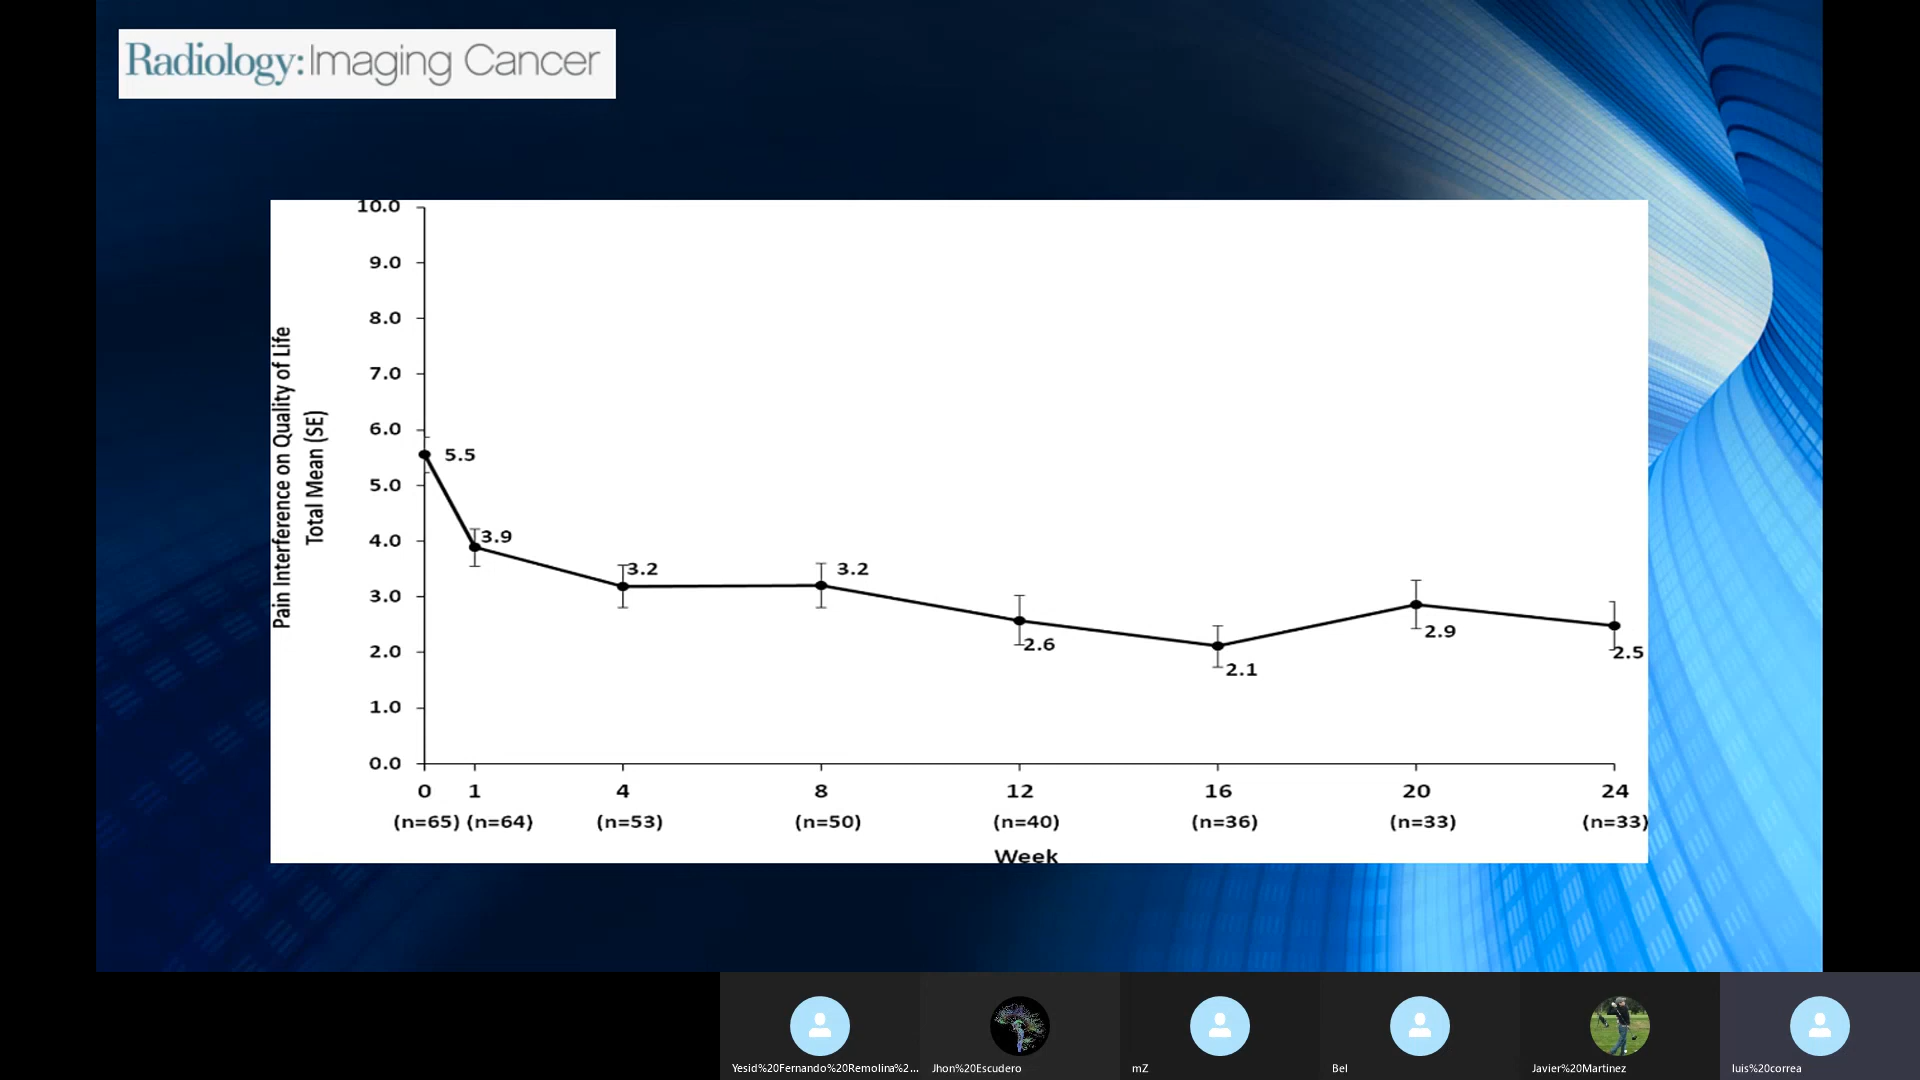 Radiology: Imaging Cancer
Pain Interference on Quality of Life
Total Mean (SE)
10.0
9.0
8.0
7.0
6.0
5.0
4.0
3.0
2.0
1.0
0.0
5.5
3.9
3.2
3.2
2.6
2.1
2.9
2.5
0 1 4 8 12 16 20 24
(n=65) (n=64) (n=53) (n=50) (n=40) (n=36) (n=33) (n=33)
Week
Yesid%20Fernando%20Remolina%2... Jhon%20Escudero mZ Bel Javier%20Martinez luis%20correa